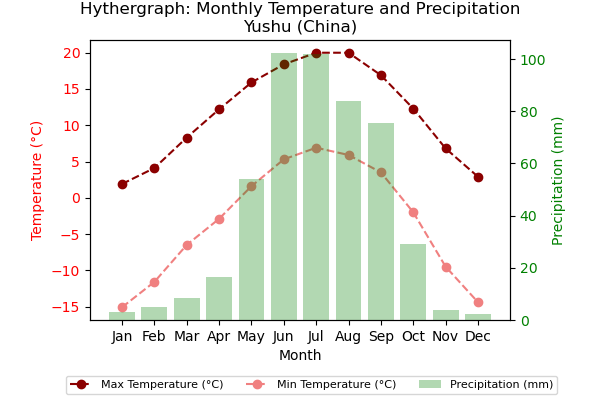 Hythergraph: Monthly Temperature and Precipitation
Yushu (China)
Temperature (°C)
20
15
10
5
0
−5
−10
−15
Precipitation (mm)
100
80
60
40
20
0
Jan Feb Mar Apr May Jun Jul Aug Sep Oct Nov Dec
Month
Max Temperature (°C) Min Temperature (°C) Precipitation (mm)